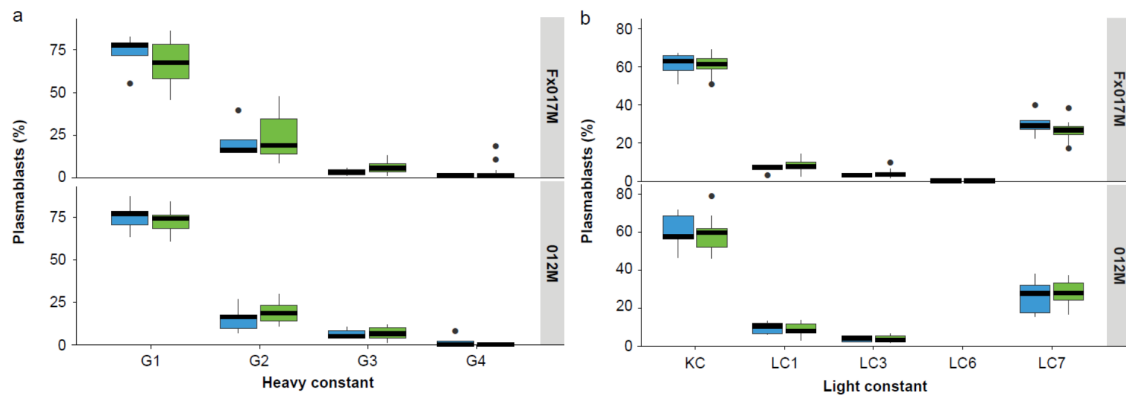 a
Plasmablasts (%)
75
50
25
0
Fx017M
75
50
25
0
012M
G1 G2 G3 G4
Heavy constant
b
Plasmablasts (%)
80
60
40
20
0
Fx017M
80
60
40
20
0
012M
KC LC1 LC3 LC6 LC7
Light constant